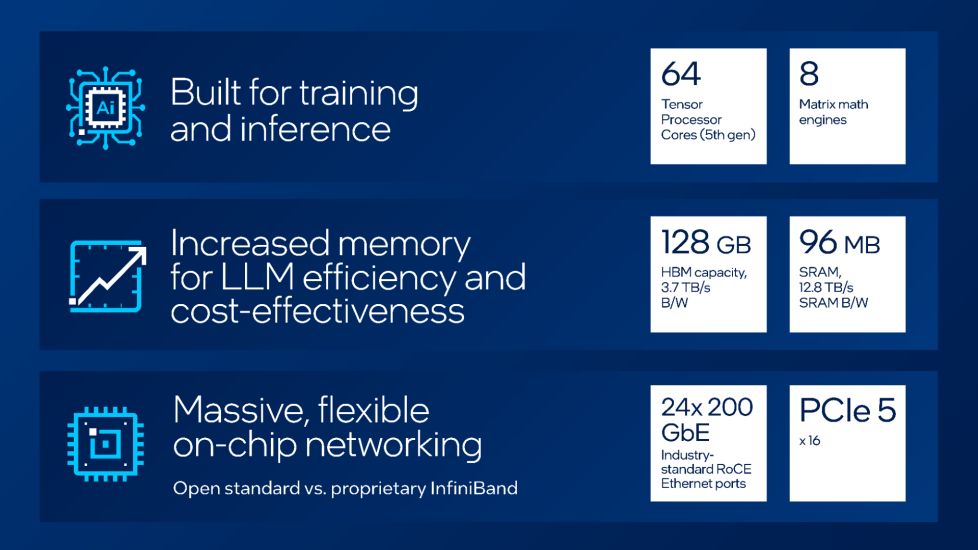 Ai
Built for training
and inference
64
Tensor
Processor
Cores (5th gen)
8
Matrix math
engines
Increased memory
for LLM efficiency and
cost-effectiveness
128 GB
HBM capacity,
3.7 TB/s
B/W
96 MB
SRAM,
12.8 TB/s
SRAM B/W
Massive, flexible
on-chip networking
Open standard vs. proprietary InfiniBand
24x 200
GbE
Industry-
standard RoCE
Ethernet ports
PCIe 5
x 16